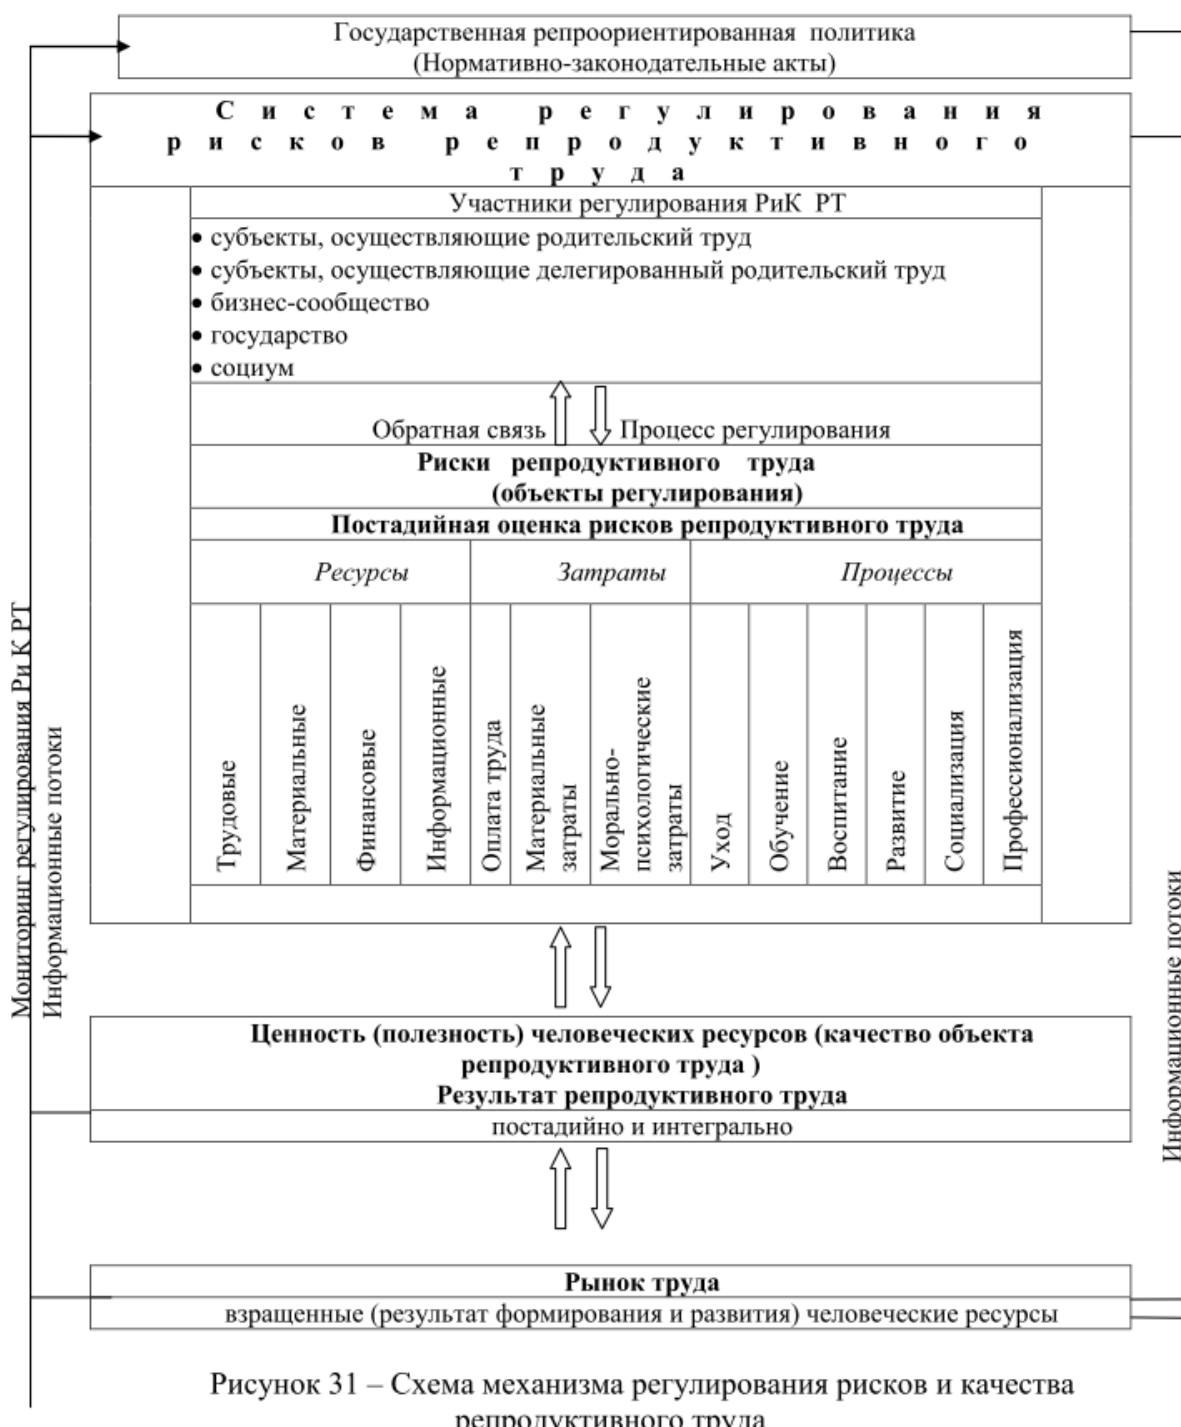 Государственная репроориентированная политика
(Нормативно-законодательные акты)
Система регулирования
рисков репродуктивного
труда
Участники регулирования РиК РТ
• субъекты, осуществляющие родительский труд
• субъекты, осуществляющие делегированный родительский труд
• бизнес-сообщество
• государство
• социум
Обратная связь
Процесс регулирования
Риски репродуктивного труда
(объекты регулирования)
Постадийная оценка рисков репродуктивного труда
Ресурсы
Затраты
Процессы
Трудовые
Материальные
Финансовые
Информационные
Оплата труда
Материальные
затраты
Морально-
психологические
затраты
Уход
Обучение
Воспитание
Развитие
Социализация
Профессионализация
Мониторинг регулирования Ри К РТ
Информационные потоки
Информационные потоки
Ценность (полезность) человеческих ресурсов (качество объекта
репродуктивного труда )
Результат репродуктивного труда
постадийно и интегрально
Рынок труда
взращенные (результат формирования и развития) человеческие ресурсы
Рисунок 31 – Схема механизма регулирования рисков и качества
репродуктивного труда